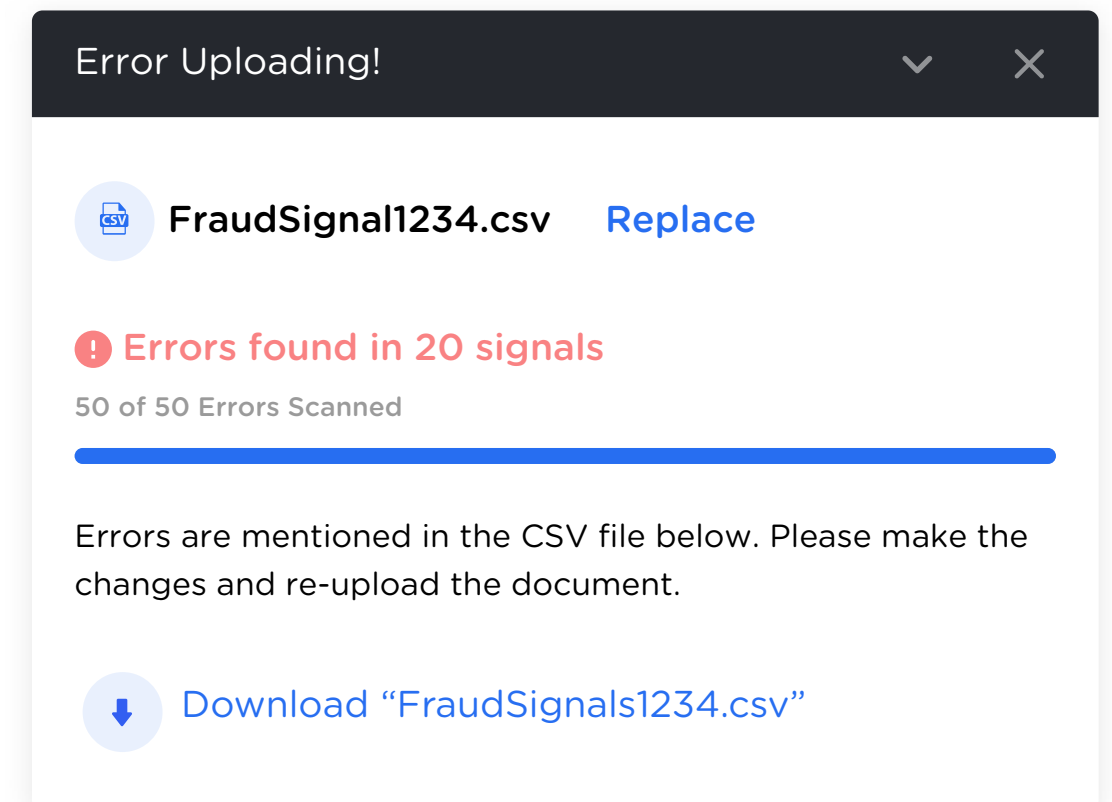 Error Uploading!
CSV
FraudSignal1234.csv Replace
Errors found in 20 signals
50 of 50 Errors Scanned
Errors are mentioned in the CSV file below. Please make the
changes and re-upload the document.
Download “FraudSignals1234.csv”